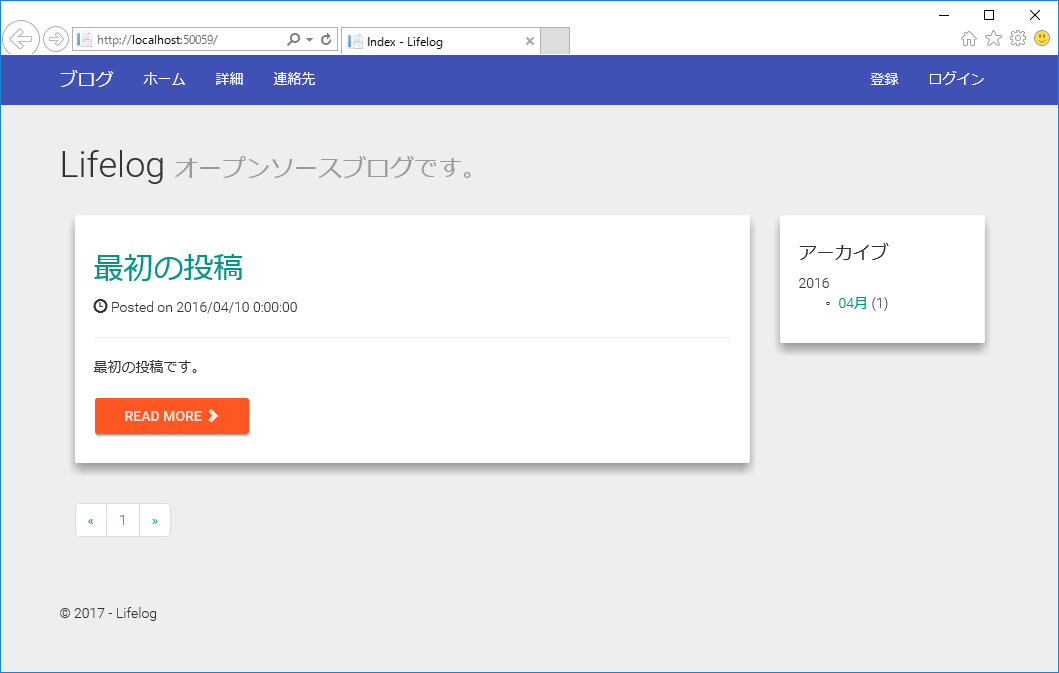 http://localhost:50059/
Index - Lifelog
ブログ ホーム 詳細 連絡先 登録 ログイン
Lifelog オープンソースブログです。
最初の投稿
Posted on 2016/04/10 0:00:00
最初の投稿です。
READ MORE
« 1 »
アーカイブ
2016
04月 (1)
© 2017 - Lifelog